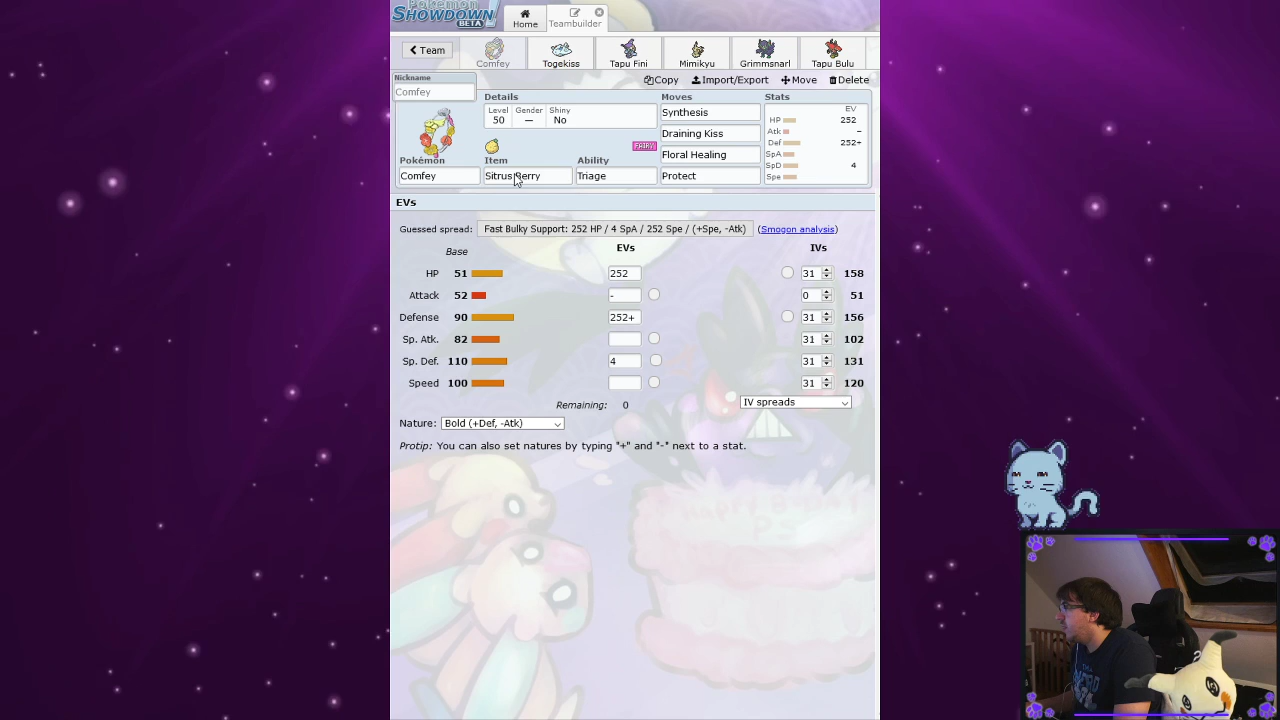 Pokémon
SHOWDOWN
BETA
Home
Teambuilder
Team
Comfey
Togekiss
Tapu Fini
Mimikyu
Grimmsnarl
Tapu Bulu
Copy
Import/Export
Move
Delete
Nickname
Comfey
Details
Level Gender Shiny
50 — No
Moves
Synthesis
Draining Kiss
Floral Healing
Protect
Stats
EV
HP 252
Atk –
Def 252+
SpA
SpD 4
Spe
FAIRY
Pokémon Item Ability
Comfey Sitrus Berry Triage
EVs
Guessed spread: Fast Bulky Support: 252 HP / 4 SpA / 252 Spe / (+Spe, -Atk) (Smogon analysis)
Base EVs IVs
HP 51 252 31 158
Attack 52 - 0 51
Defense 90 252+ 31 156
Sp. Atk. 82 31 102
Sp. Def. 110 4 31 131
Speed 100 31 120
Remaining: 0 IV spreads
Nature: Bold (+Def, -Atk)
Protip: You can also set natures by typing "+" and "-" next to a stat.